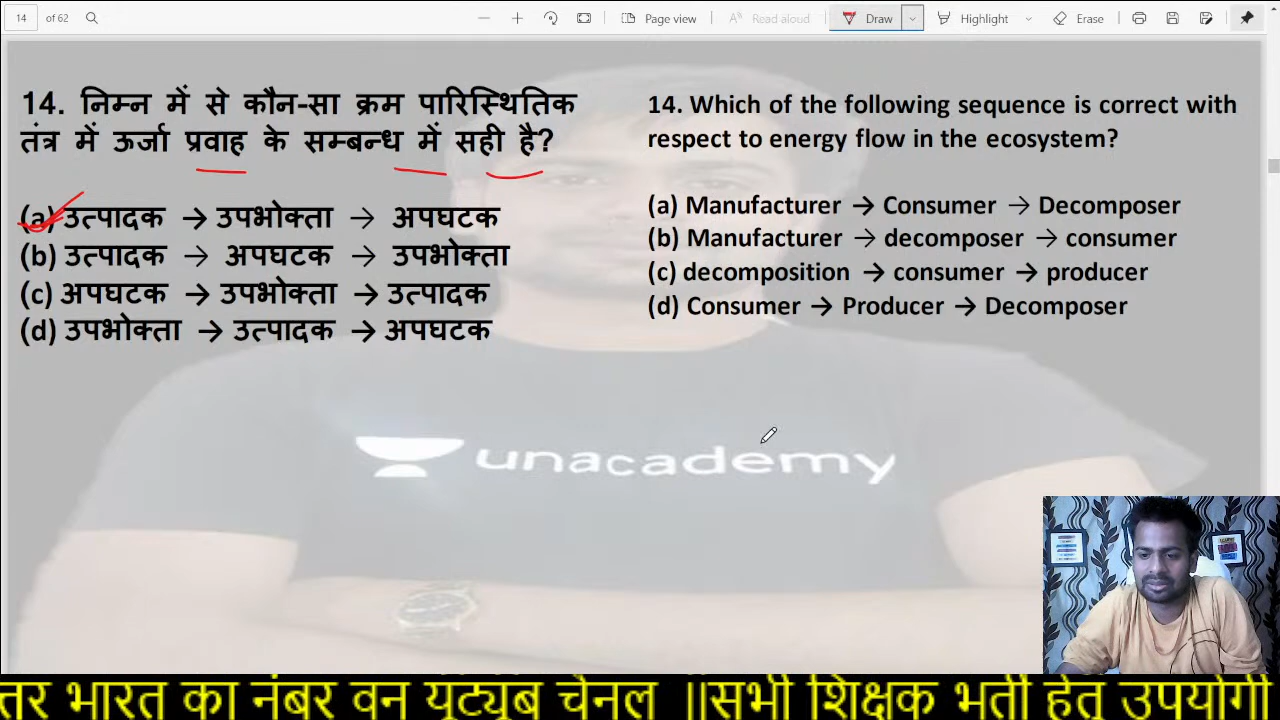 14 of 62 Page view Read aloud Draw Highlight Erase
14. निम्न में से कौन-सा क्रम पारिस्थितिक
तंत्र में ऊर्जा प्रवाह के सम्बन्ध में सही है?
(a) उत्पादक → उपभोक्ता → अपघटक
(b) उत्पादक → अपघटक → उपभोक्ता
(c) अपघटक → उपभोक्ता → उत्पादक
(d) उपभोक्ता → उत्पादक → अपघटक
14. Which of the following sequence is correct with
respect to energy flow in the ecosystem?
(a) Manufacturer → Consumer → Decomposer
(b) Manufacturer → decomposer → consumer
(c) decomposition → consumer → producer
(d) Consumer → Producer → Decomposer
unacademy
तर भारत का नंबर वन यूट्यूब चेनल ॥सभी शिक्षक भर्ती हेतु उपयोगी